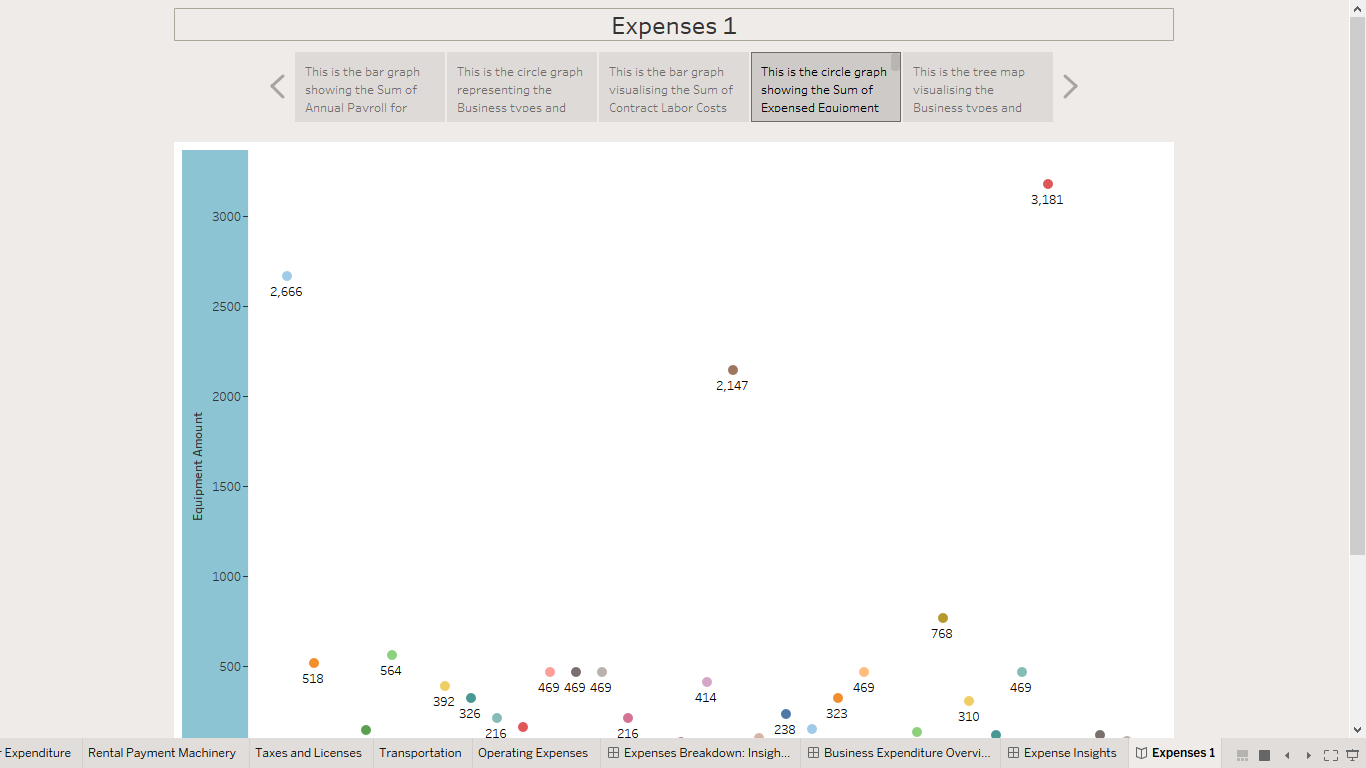 Expenses 1
This is the bar graph
showing the Sum of
Annual Payroll for
This is the circle graph
representing the
Business types and
This is the bar graph
visualising the Sum of
Contract Labor Costs
This is the circle graph
showing the Sum of
Expensed Equipment
This is the tree map
visualising the
Business types and
Equipment Amount
3000
2500
2000
1500
1000
500
3,181
2,666
2,147
768
518
564
392
326
216
469
469
469
216
414
238
323
469
310
469
r Expenditure
Rental Payment Machinery
Taxes and Licenses
Transportation
Operating Expenses
Expenses Breakdown: Insigh...
Business Expenditure Overvi...
Expense Insights
Expenses 1